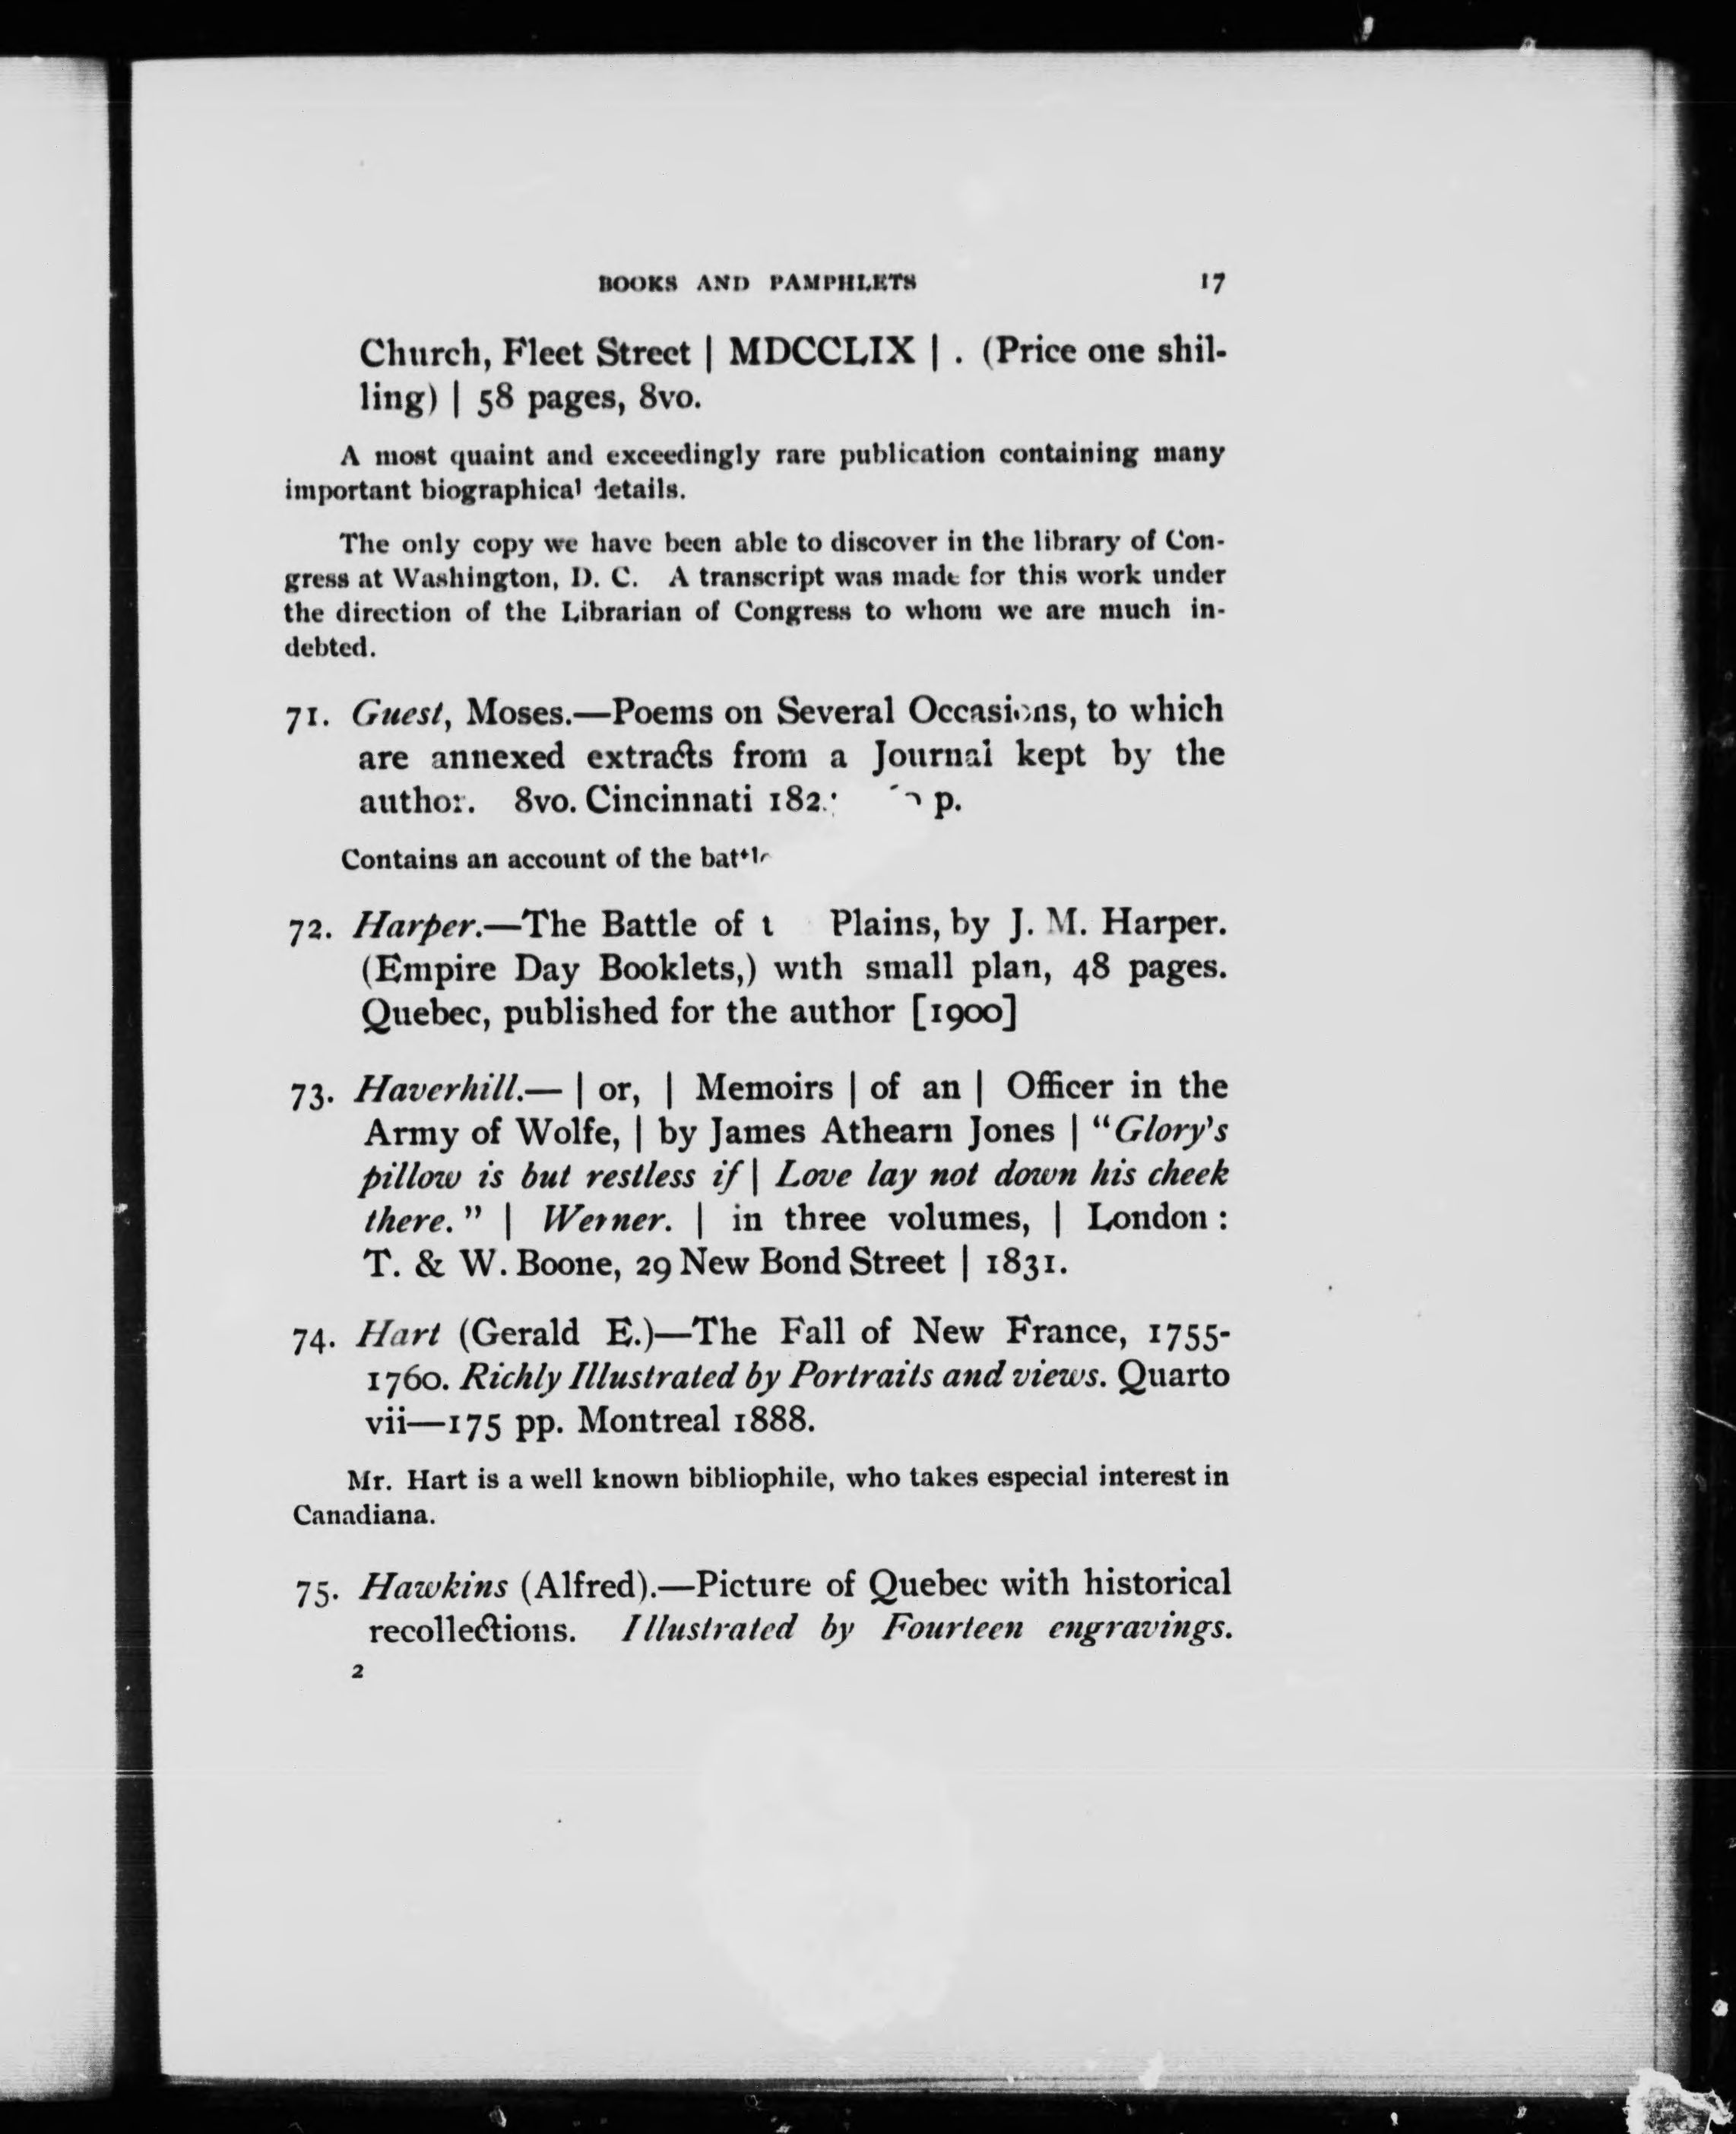 BOOKS AND PAMPHLETS 17
Church, Fleet Street | MDCCLIX | . (Price one shil-
ling) | 58 pages, 8vo.
A most quaint and exceedingly rare publication containing many
important biographical details.
The only copy we have been able to discover in the library of Con-
gress at Washington, D. C. A transcript was made for this work under
the direction of the Librarian of Congress to whom we are much in-
debted.
71. Guest, Moses.—Poems on Several Occasions, to which
are annexed extracts from a Journal kept by the
author. 8vo. Cincinnati p.
Contains an account of the battle
72. Harper.—The Battle of Plains, by J. M. Harper.
(Empire Day Booklets,) with small plan, 48 pages.
Quebec, published for the author [1900]
73. Haverhill.— | or, | Memoirs | of an | Officer in the
Army of Wolfe, | by James Athearn Jones | "Glory's
pillow is but restless if | Love lay not down his cheek
there." | Werner. | in three volumes, | London :
T. & W. Boone, 29 New Bond Street | 1831.
74. Hart (Gerald E.)—The Fall of New France, 1755-
1760. Richly Illustrated by Portraits and views. Quarto
vii—175 pp. Montreal 1888.
Mr. Hart is a well known bibliophile, who takes especial interest in
Canadiana.
75. Hawkins (Alfred).—Picture of Quebec with historical
recollections. Illustrated by Fourteen engravings.
2